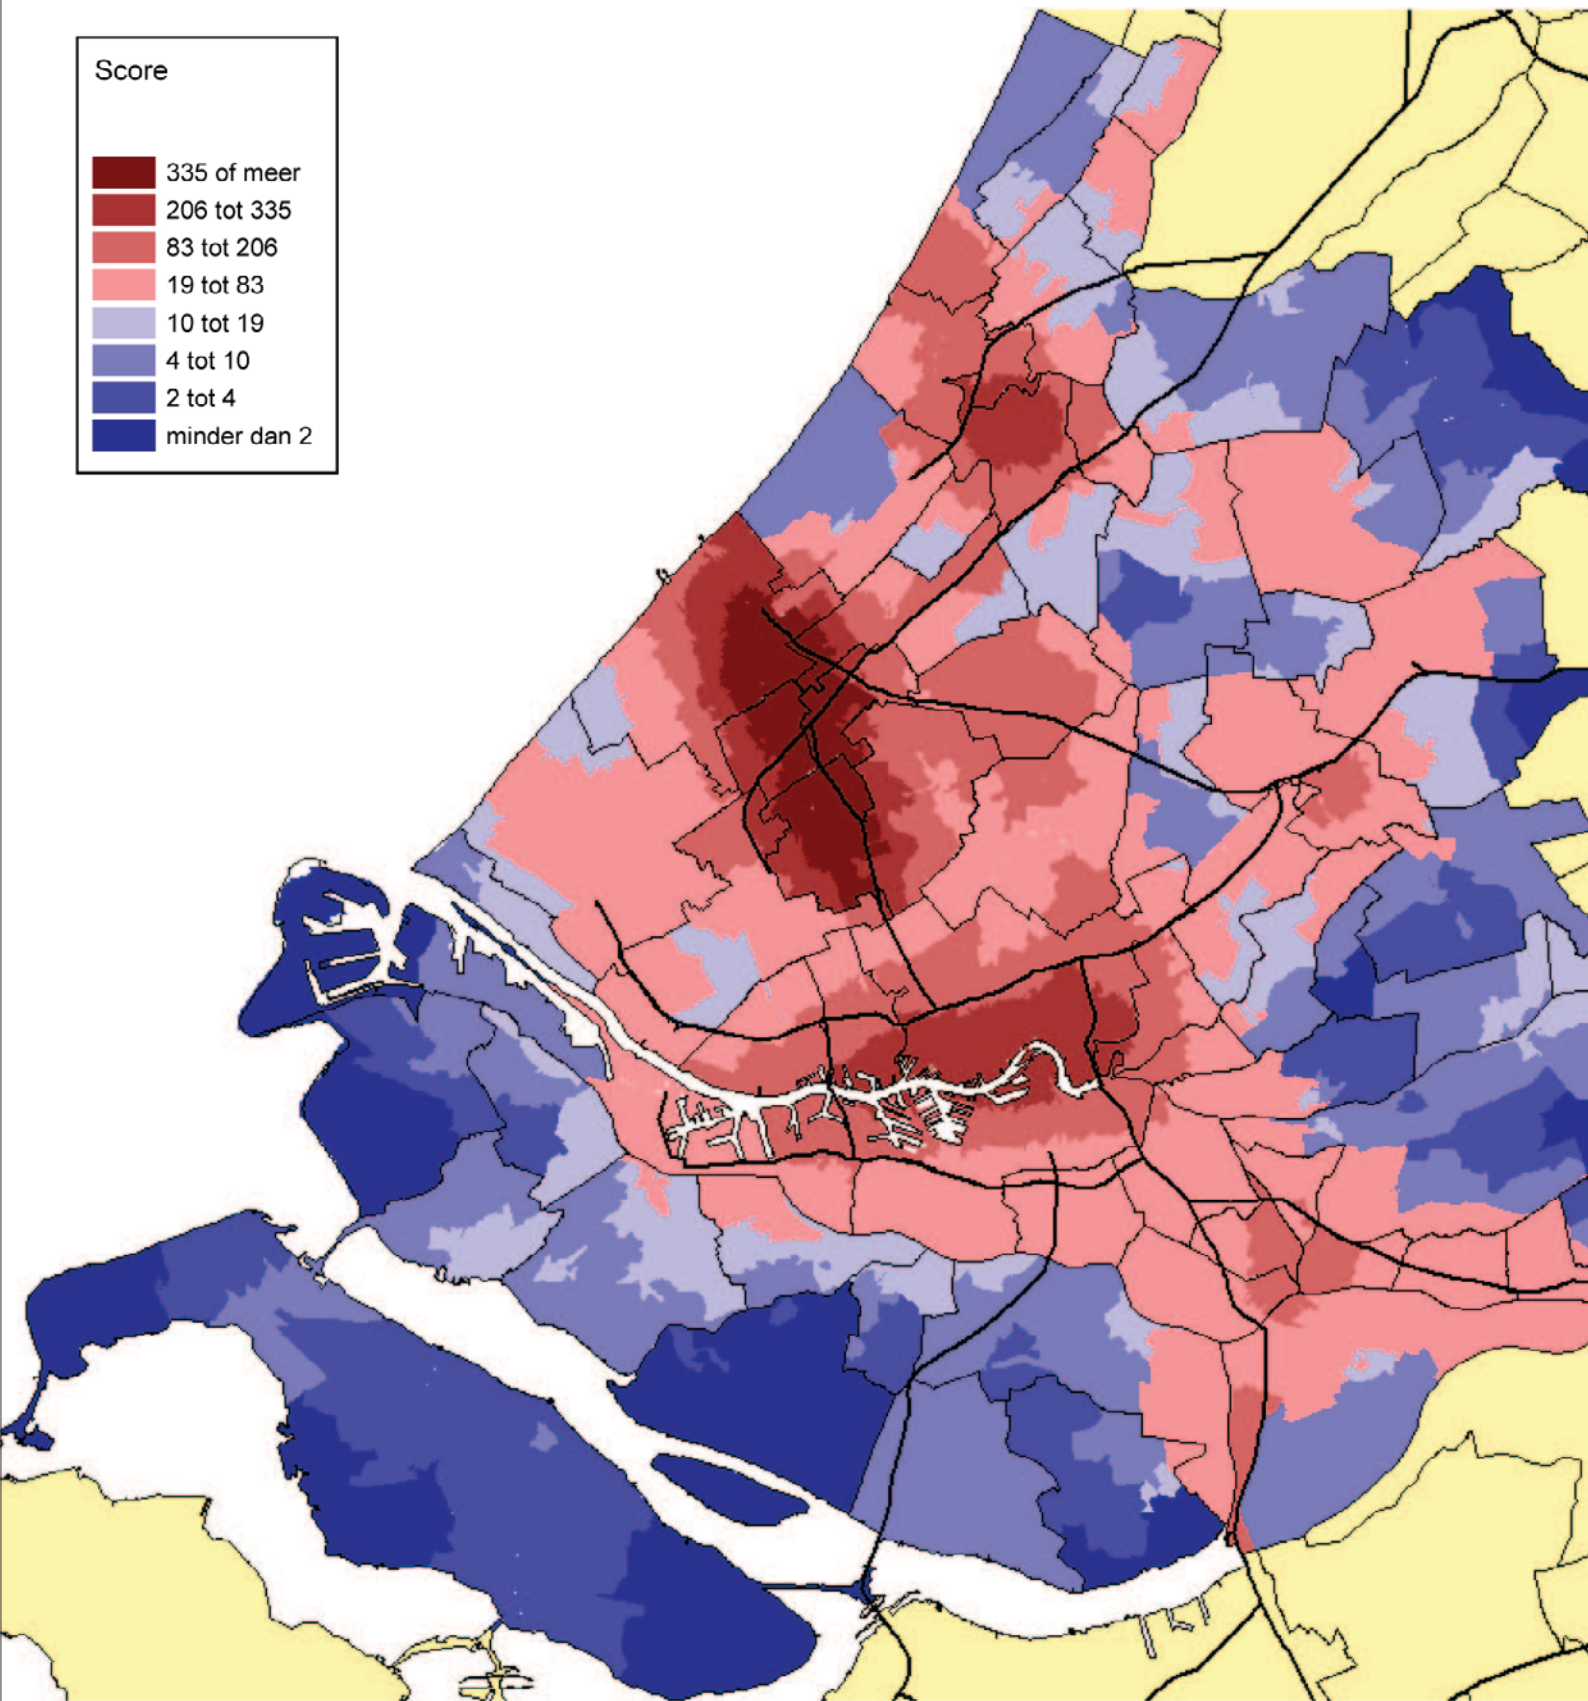 Score
335 of meer
206 tot 335
83 tot 206
19 tot 83
10 tot 19
4 tot 10
2 tot 4
minder dan 2